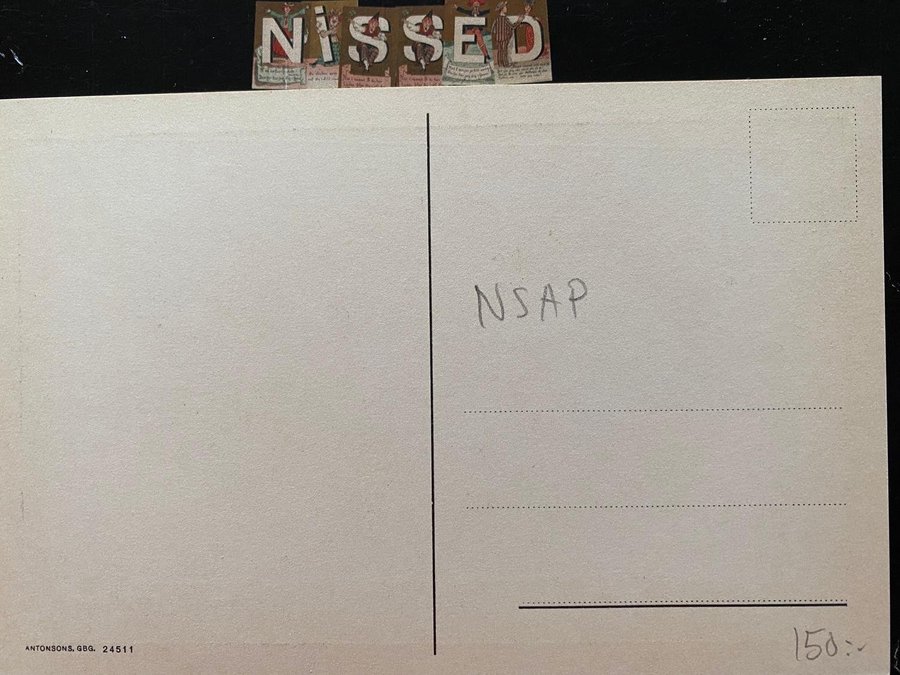 NISSED
NSAP
ANTONSONS, GBG. 24511
150:-